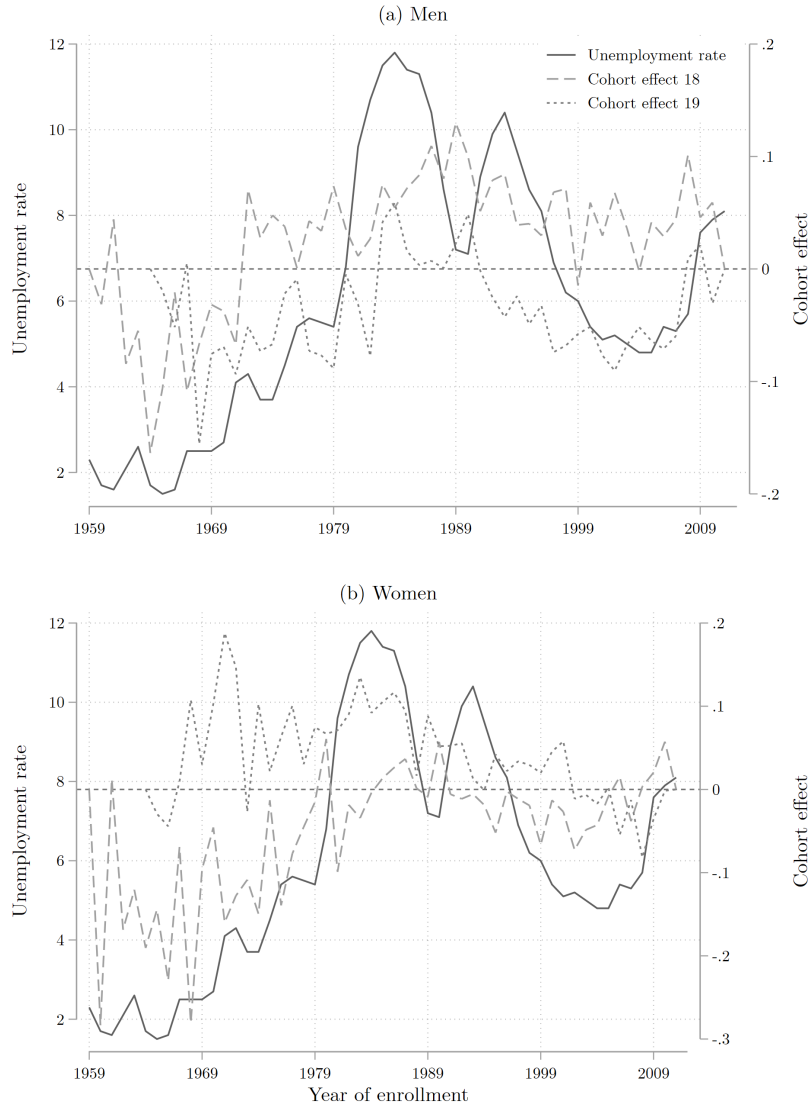 (a) Men
12
10
8
6
4
2
Unemployment rate
.2
.1
0
-.1
-.2
Cohort effect
Unemployment rate
Cohort effect 18
Cohort effect 19
1959 1969 1979 1989 1999 2009
(b) Women
12
10
8
6
4
2
Unemployment rate
.2
.1
0
-.1
-.2
-.3
Cohort effect
1959 1969 1979 1989 1999 2009
Year of enrollment